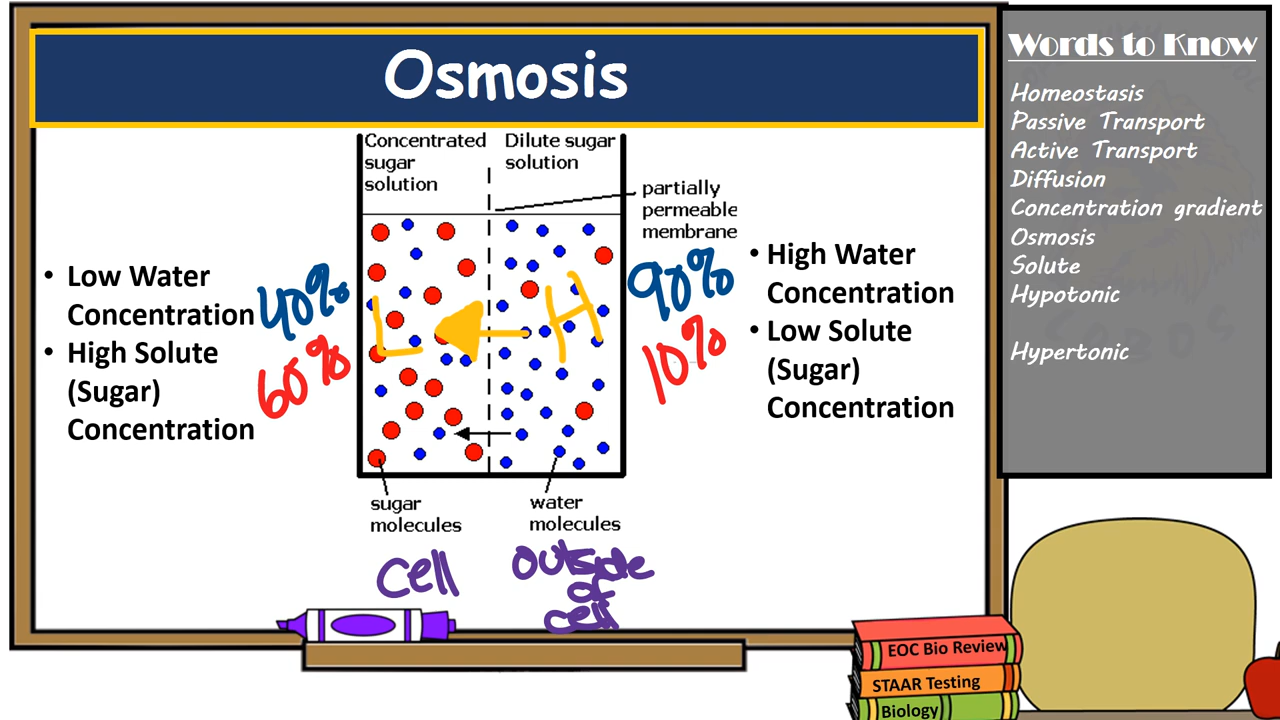 Osmosis
Concentrated
sugar
solution
Dilute sugar
solution
partially
permeable
membrane
• Low Water
Concentration
• High Solute
(Sugar)
Concentration
40%
60%
L
H
90%
10%
• High Water
Concentration
• Low Solute
(Sugar)
Concentration
sugar
molecules
water
molecules
cell
outside
of
cell
Words to Know
Homeostasis
Passive Transport
Active Transport
Diffusion
Concentration gradient
Osmosis
Solute
Hypotonic
Hypertonic
EOC Bio Review
STAAR Testing
Biology